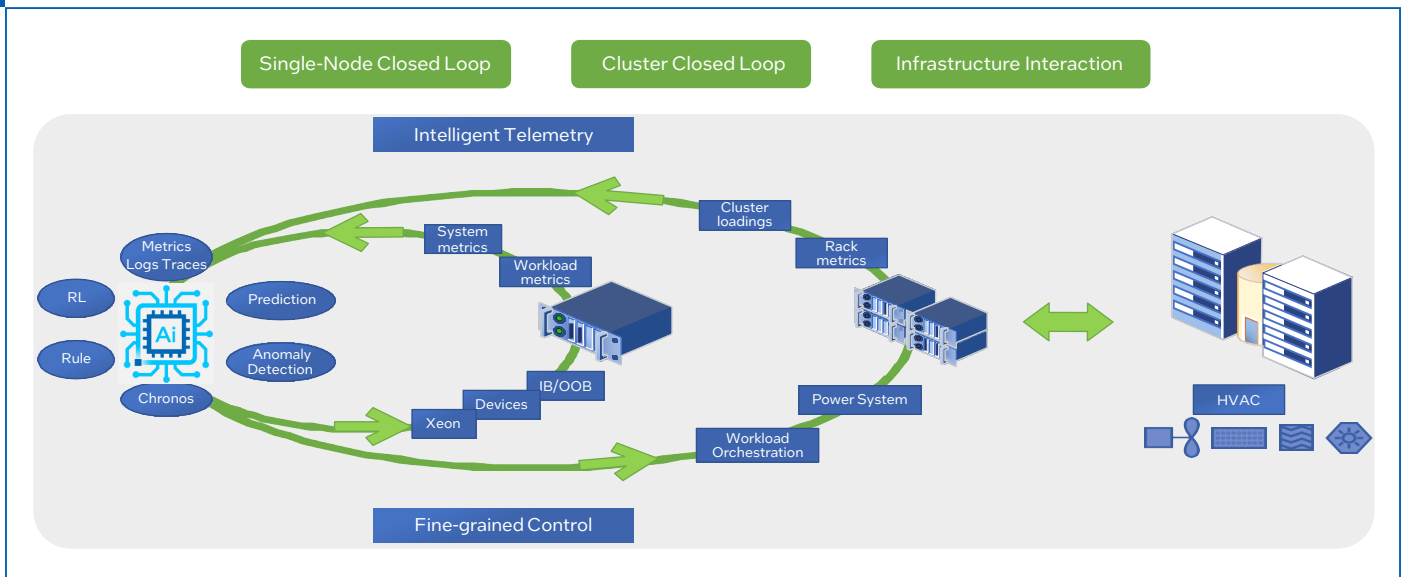 Single-Node Closed Loop
Cluster Closed Loop
Infrastructure Interaction
Intelligent Telemetry
Cluster
loadings
System
metrics
Rack
metrics
Metrics
Logs Traces
Workload
metrics
RL
Prediction
Ai
Rule
Anomaly
Detection
IB/OOB
Chronos
Devices
Power System
HVAC
Xeon
Workload
Orchestration
Fine-grained Control